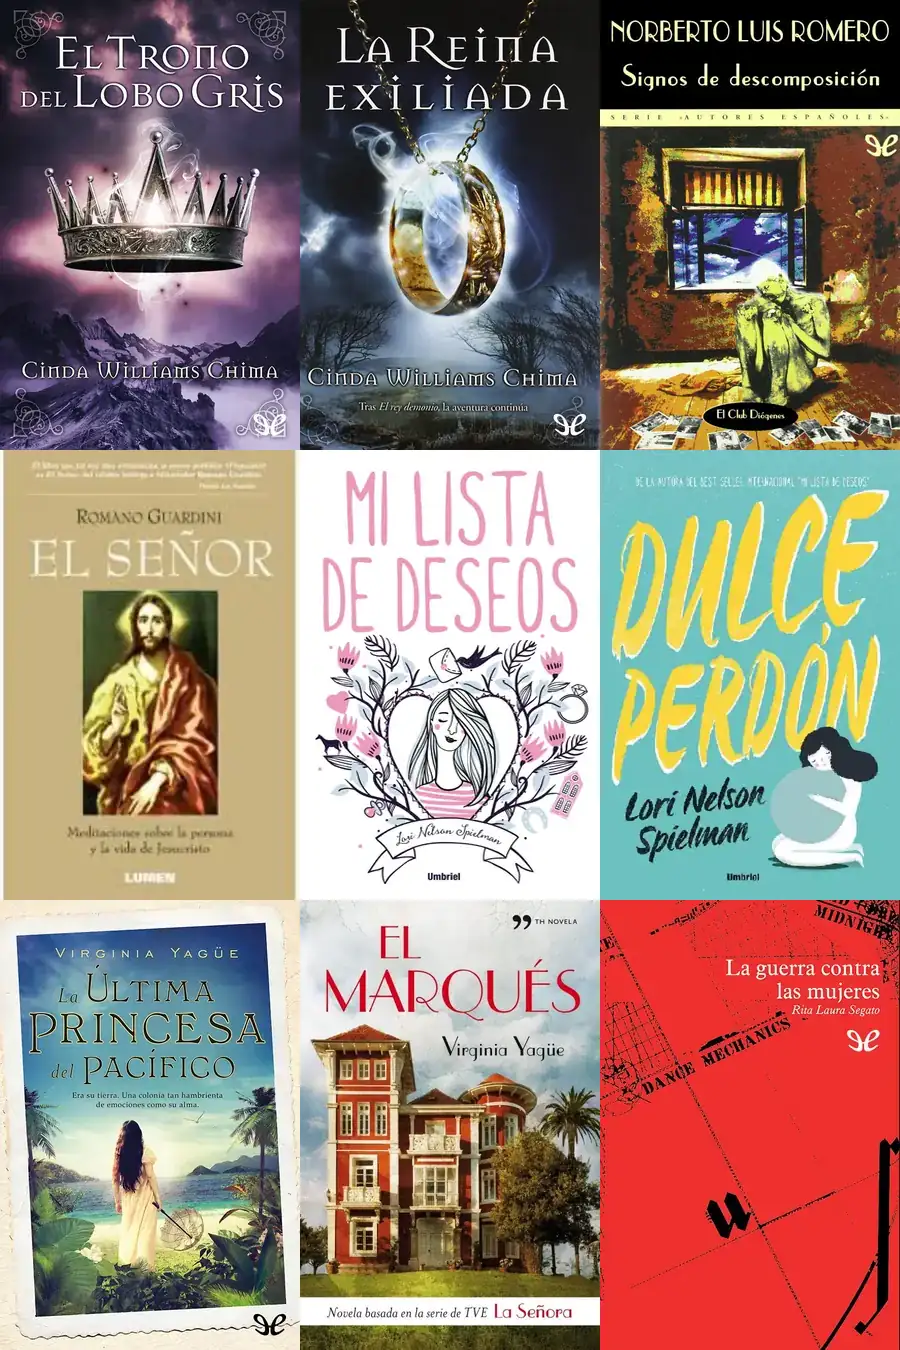 El Trono
del Lobo Gris
Cinda Williams Chima
La Reina
Exiliada
Cinda Williams Chima
Tras El rey demonio, la aventura continúa
NORBERTO LUIS ROMERO
Signos de descomposición
SERIE «AUTORES ESPAÑOLES»
El Club Diógenes
Romano Guardini
EL SEÑOR
Meditaciones sobre la persona
y la vida de Jesucristo
LUMEN
MI LISTA
DE DESEOS
Lori Nelson Spielman
Umbriel
DE LA AUTORA DEL BEST SELLER INTERNACIONAL "MI LISTA DE DESEOS"
DULCE
PERDÓN
Lori Nelson
Spielman
Umbriel
VIRGINIA YAGÜE
La ÚLTIMA
PRINCESA
del PACÍFICO
Era su tierra. Una colonia tan hambrienta
de emociones como su alma.
TH NOVELA
EL
MARQUÉS
Virginia Yagüe
Novela basada en la serie de TVE La Señora
MIDNIGH
La guerra contra
las mujeres
Rita Laura Segato
DANCE MECHANICS